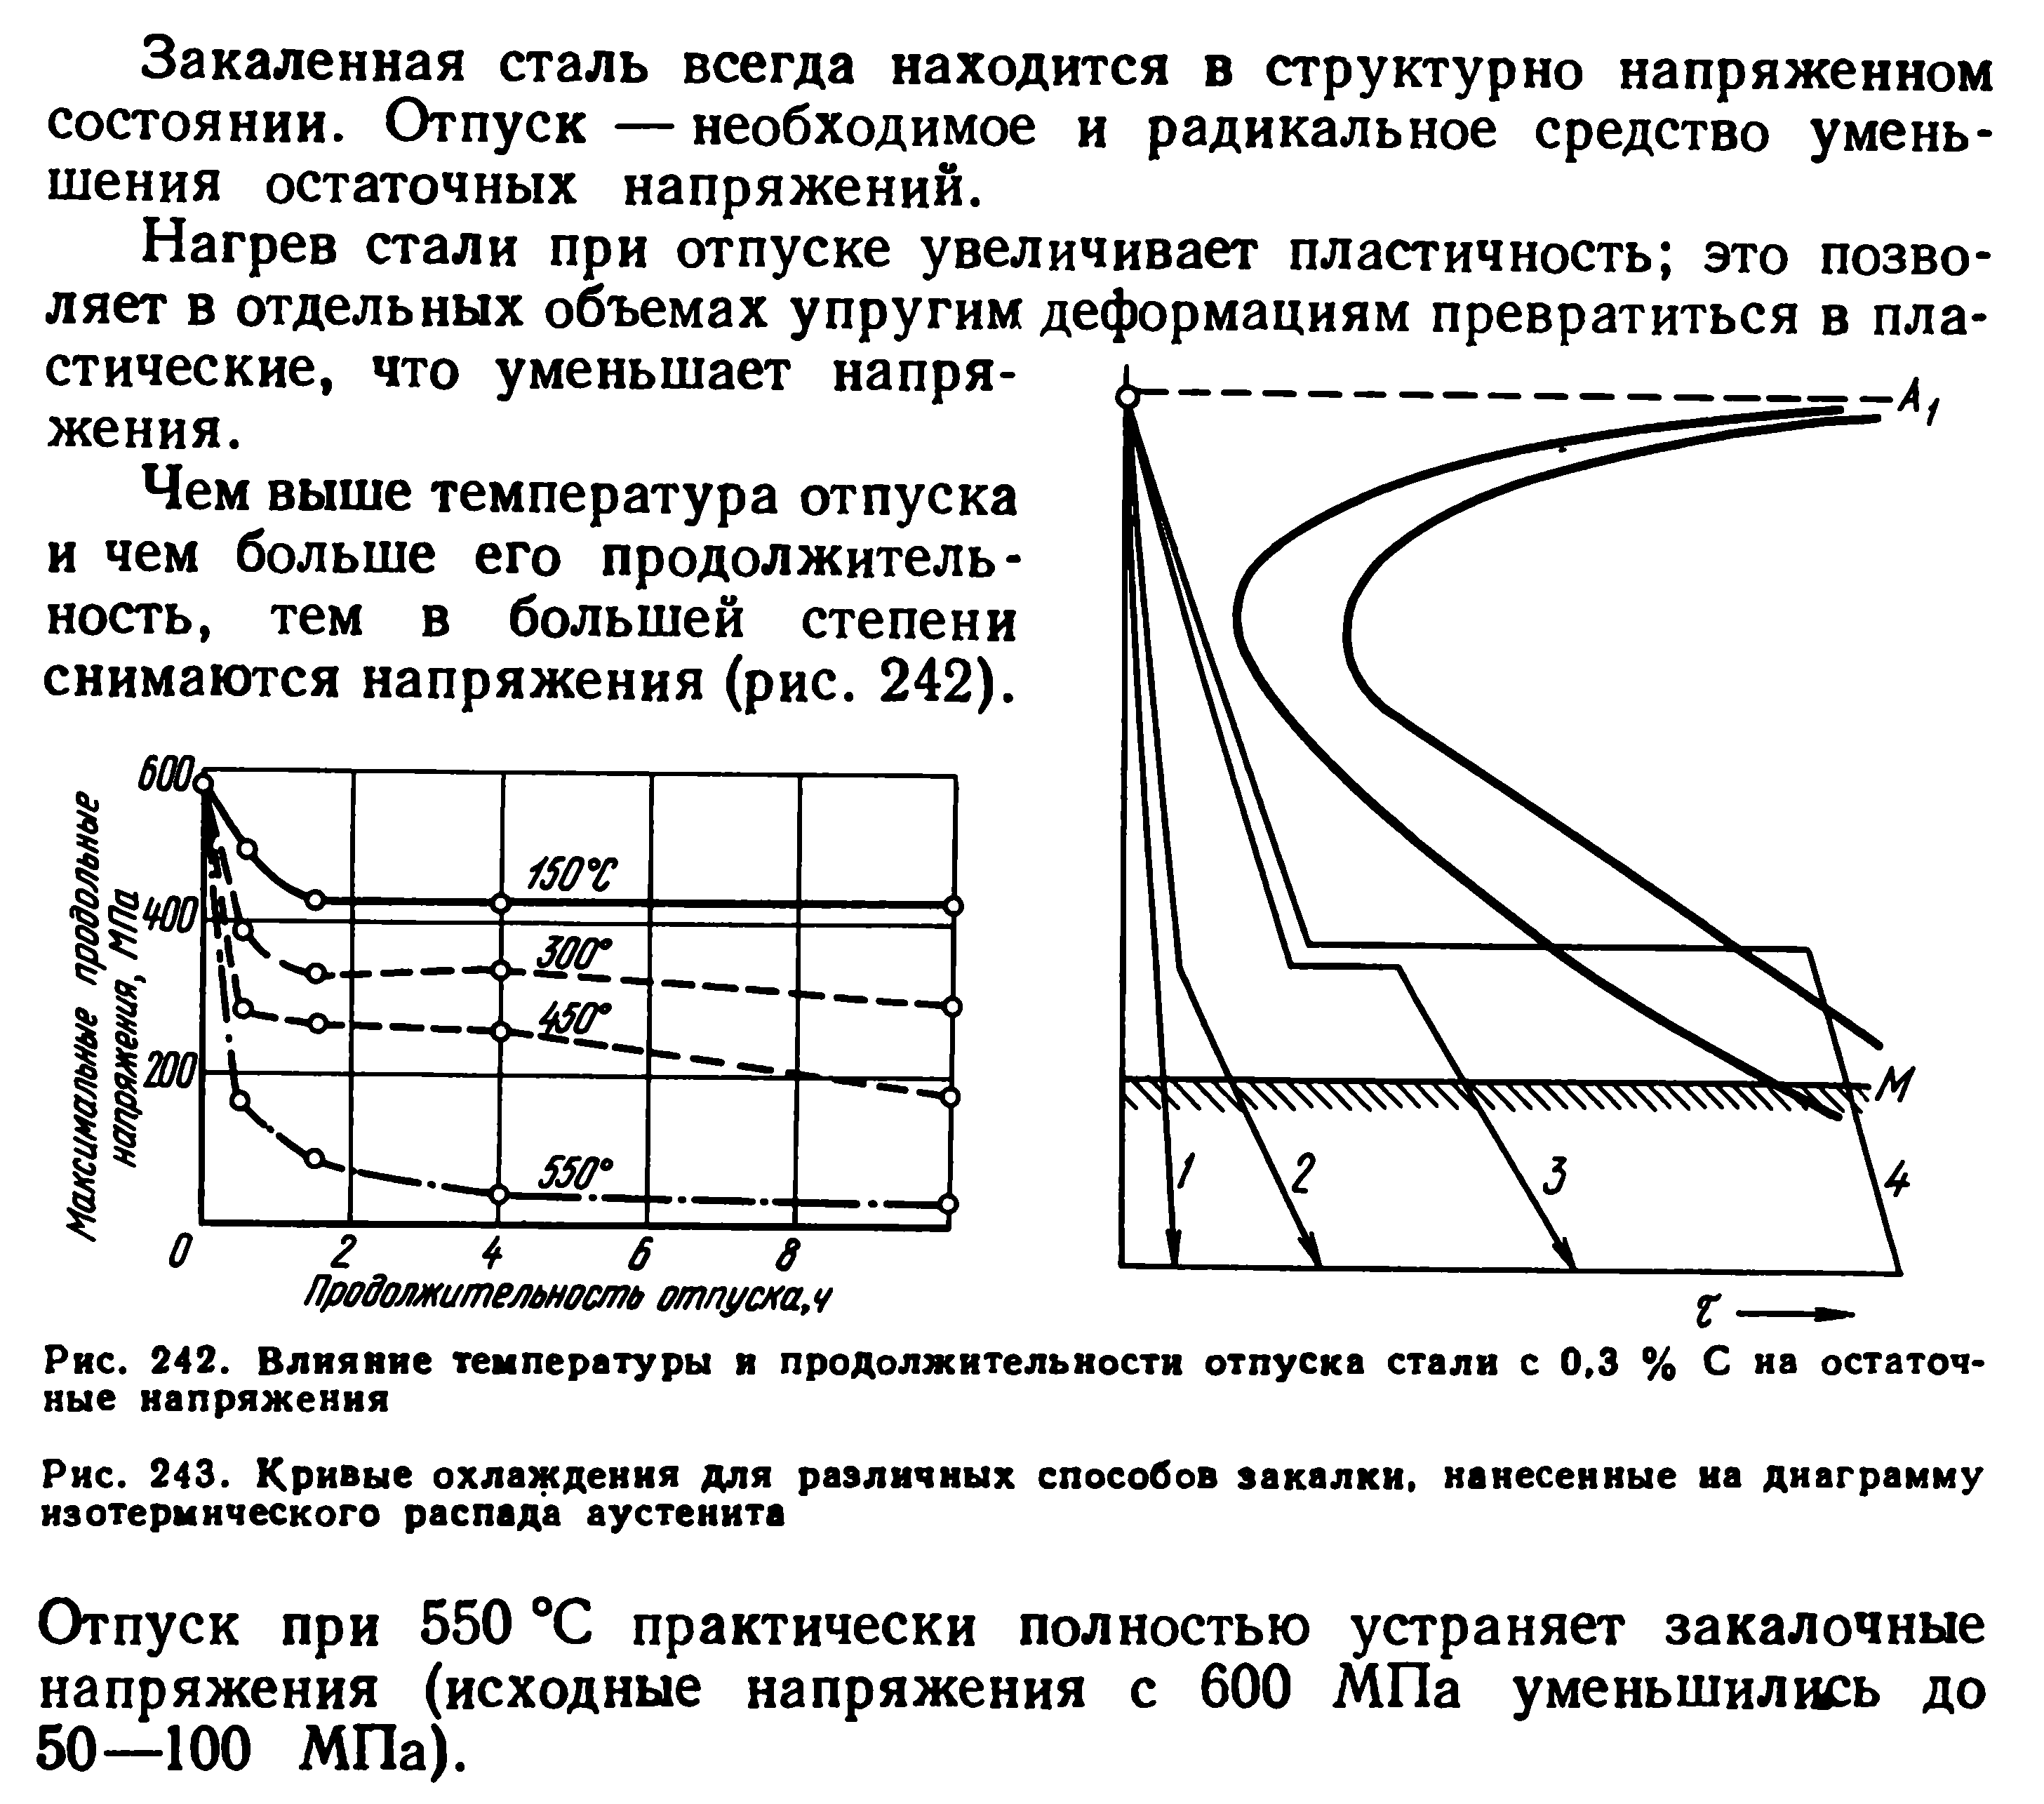 Закаленная сталь всегда находится в структурно напряженном
состоянии. Отпуск — необходимое и радикальное средство умень-
шения остаточных напряжений.
Нагрев стали при отпуске увеличивает пластичность; это позво-
ляет в отдельных объемах упругим деформациям превратиться в пла-
стические, что уменьшает напря-
жения.
Чем выше температура отпуска
и чем больше его продолжитель-
ность, тем в большей степени
снимаются напряжения (рис. 242).
Максимальные продольные
напряжения, МПа
600
400
200
0
2
4
6
8
150°C
300°
450°
550°
Продолжительность отпуска, ч
A1
М
1
2
3
4
τ
Рис. 242. Влияние температуры и продолжительности отпуска стали с 0,3 % С на остаточ-
ные напряжения
Рис. 243. Кривые охлаждения для различных способов закалки, нанесенные на диаграмму
изотермического распада аустенита
Отпуск при 550 °С практически полностью устраняет закалочные
напряжения (исходные напряжения с 600 МПа уменьшились до
50—100 МПа).